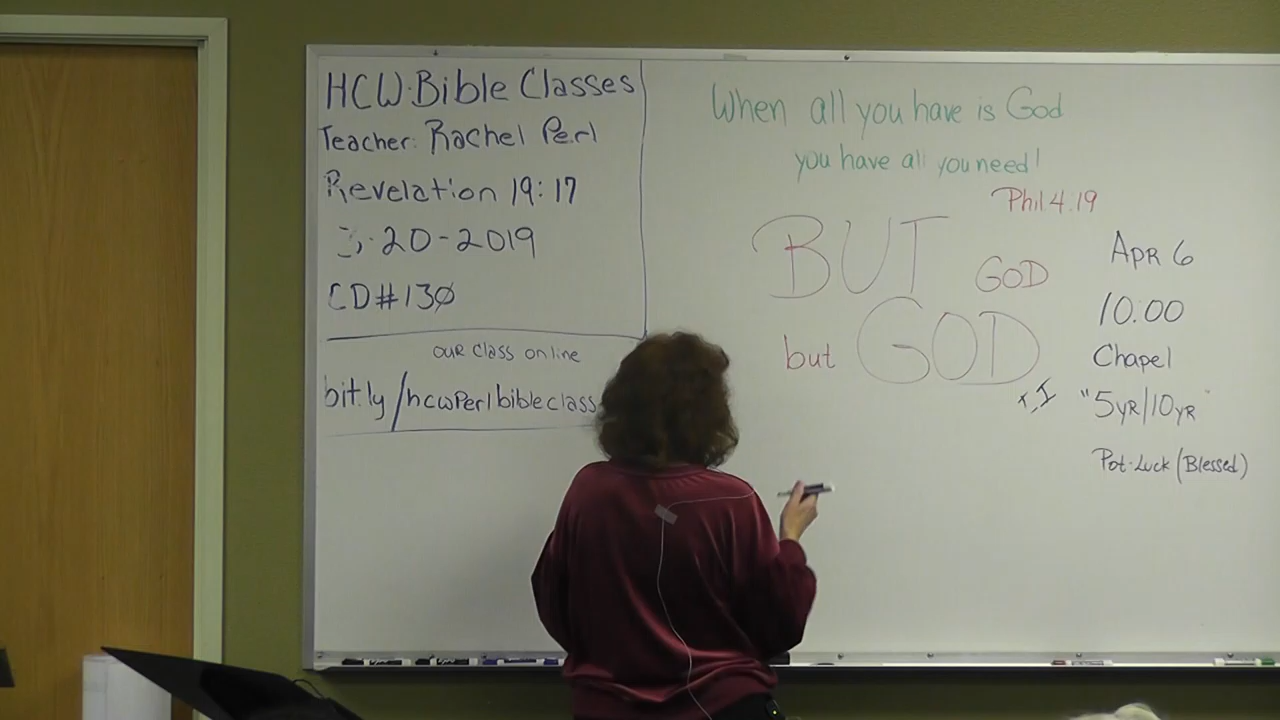 HCW Bible Classes
Teacher: Rachel Perl
Revelation 19:17
3-20-2019
CD#130
our class online
bit.ly/hcwPerlbibleclass
When all you have is God
you have all you need!
Phil. 4.19
BUT GOD
but GOD
Apr 6
10:00
Chapel
"5yr/10yr"
Pot-Luck (Blessed)